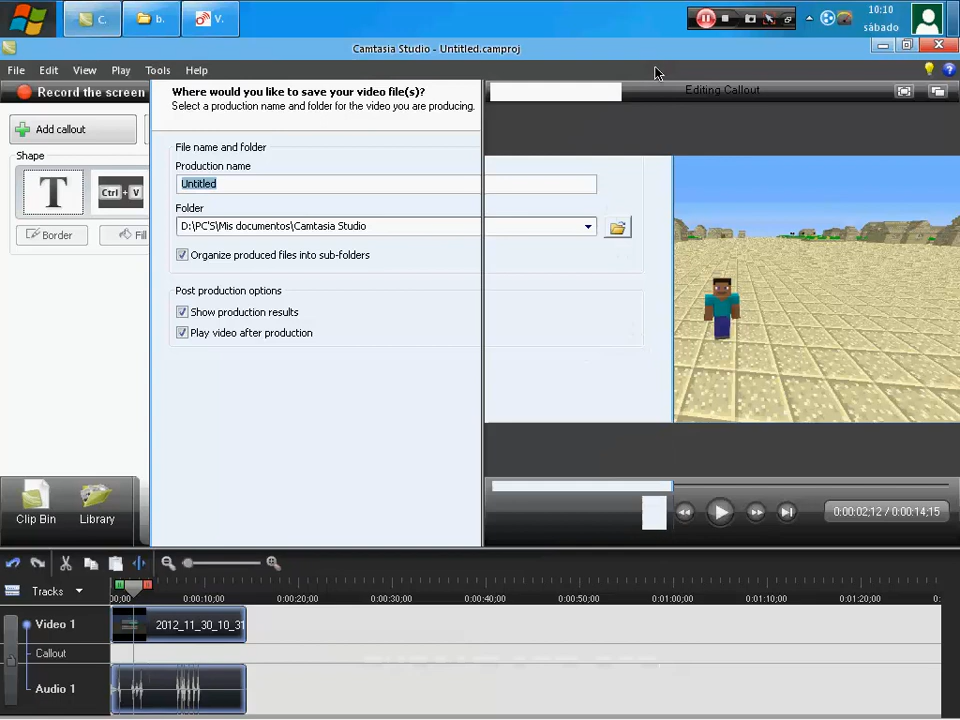 C.
b.
V.
10:10
sábado
Camtasia Studio - Untitled.camproj
File Edit View Play Tools Help
Record the screen
Where would you like to save your video file(s)?
Select a production name and folder for the video you are producing.
Editing Callout
Add callout
File name and folder
Shape
Production name
T
Ctrl + V
Untitled
Folder
D:\PC'S\Mis documentos\Camtasia Studio
Border
Fill
Organize produced files into sub-folders
Post production options
Show production results
Play video after production
Clip Bin
Library
0:00:02;12 / 0:00:14;15
Tracks
00;00 0:00:10;00 0:00:20;00 0:00:30;00 0:00:40;00 0:00:50;00 0:01:00;00 0:01:10;00 0:01:20;00 0:
Video 1
2012_11_30_10_31
Callout
Audio 1